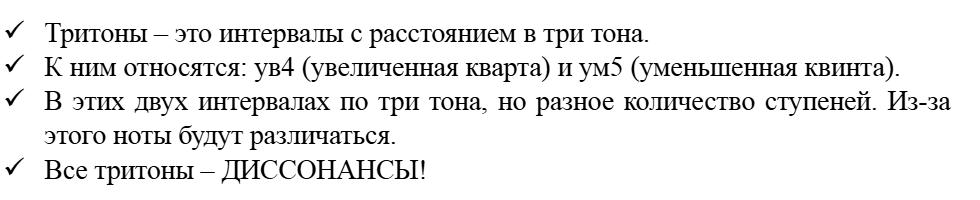 ✓ Тритоны – это интервалы с расстоянием в три тона.
✓ К ним относятся: ув4 (увеличенная кварта) и ум5 (уменьшенная квинта).
✓ В этих двух интервалах по три тона, но разное количество ступеней. Из-за
этого ноты будут различаться.
✓ Все тритоны – ДИССОНАНСЫ!